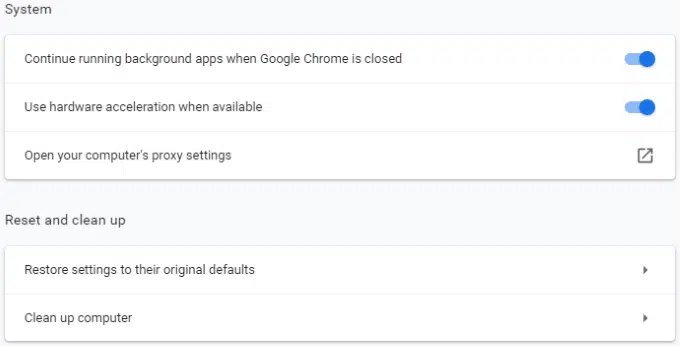 System
Continue running background apps when Google Chrome is closed
Use hardware acceleration when available
Open your computer's proxy settings
Reset and clean up
Restore settings to their original defaults
Clean up computer